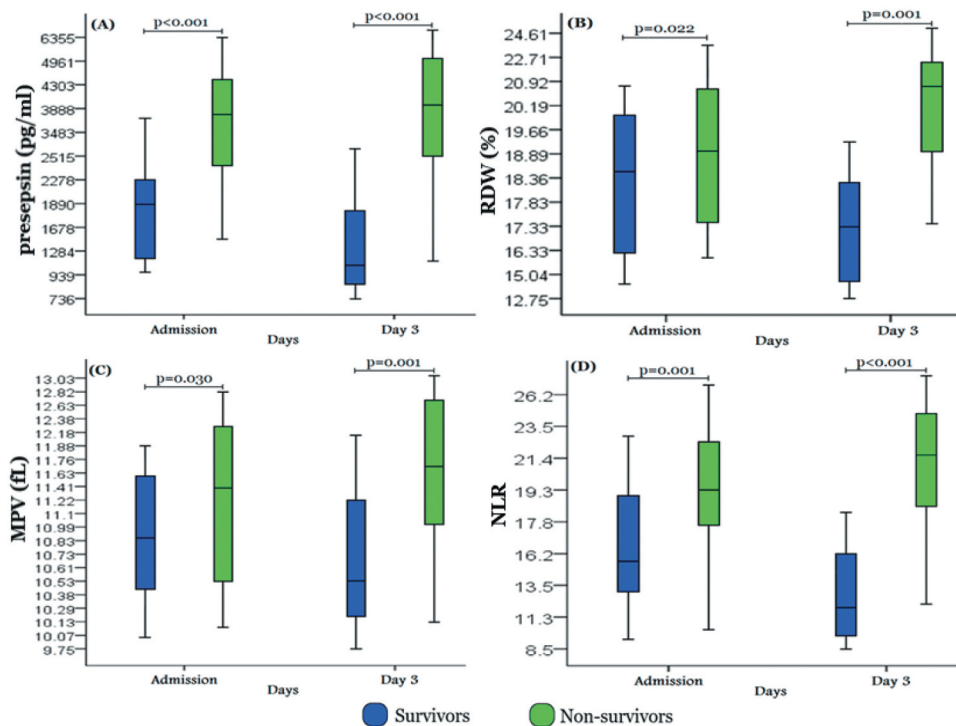 (A)
p<0.001
p<0.001
presepsin (pg/ml)
6355
4961
4303
3888
3483
2515
2278
1890
1678
1284
939
736
Admission
Day 3
Days
(B)
p=0.022
p=0.001
RDW (%)
24.61
22.71
20.92
20.19
19.66
18.89
18.36
17.83
17.33
16.33
15.04
12.75
Admission
Day 3
Days
(C)
p=0.030
p=0.001
MPV (fL)
13.03
12.82
12.63
12.38
12.18
11.88
11.76
11.63
11.41
11.22
11.1
10.99
10.83
10.73
10.61
10.53
10.38
10.29
10.13
10.07
9.75
Admission
Day 3
Days
(D)
p=0.001
p<0.001
NLR
26.2
23.5
21.4
19.3
17.8
16.2
13.5
11.3
8.5
Admission
Day 3
Days
Survivors
Non-survivors